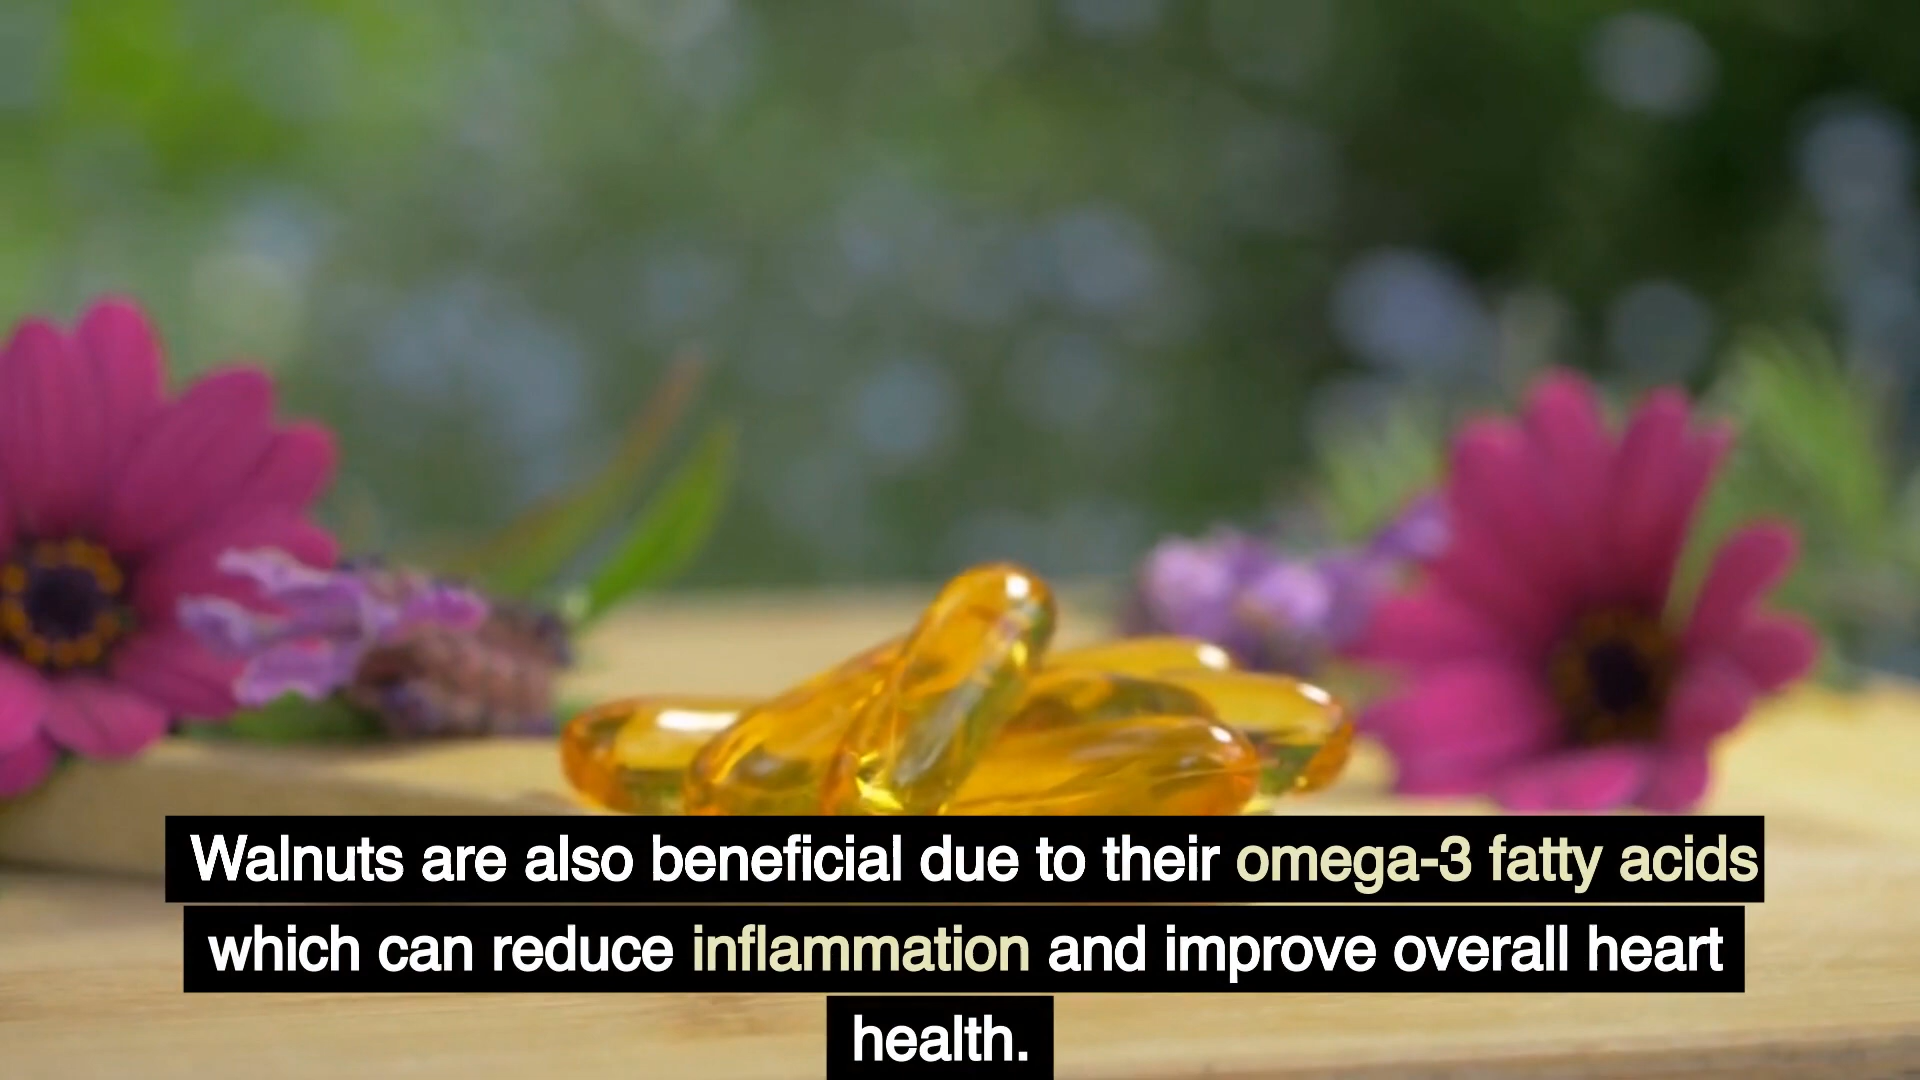 Walnuts are also beneficial due to their omega-3 fatty acids
which can reduce inflammation and improve overall heart
health.